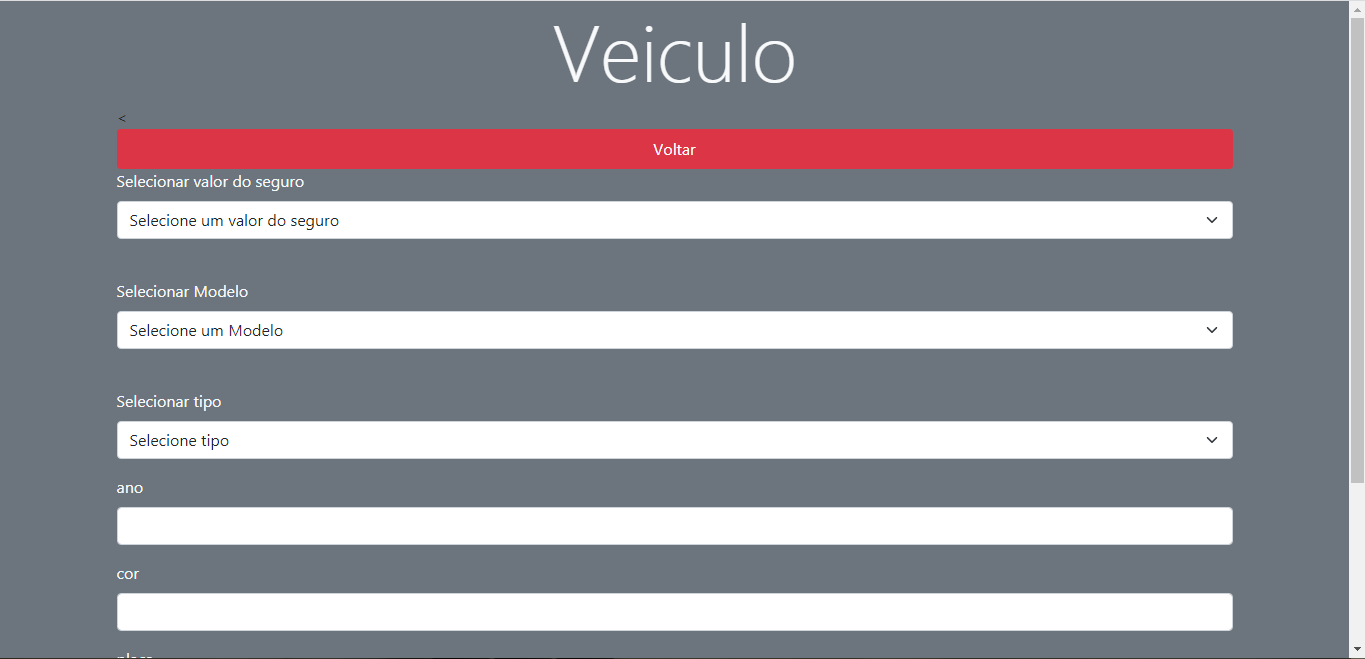 Veiculo
<
Voltar
Selecionar valor do seguro
Selecione um valor do seguro
Selecionar Modelo
Selecione um Modelo
Selecionar tipo
Selecione tipo
ano
cor